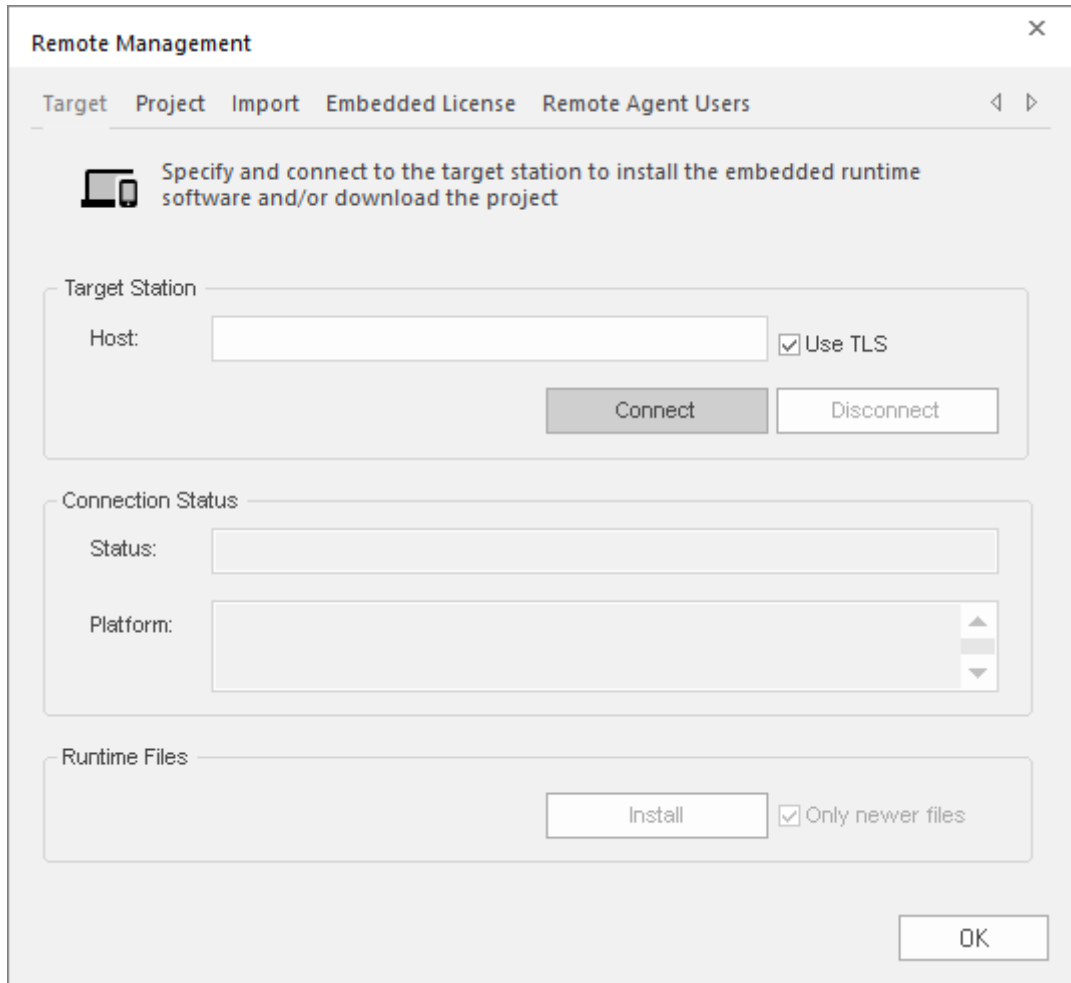 Remote Management
Target Project Import Embedded License Remote Agent Users
Specify and connect to the target station to install the embedded runtime
software and/or download the project
Target Station
Host:
Use TLS
Connect
Disconnect
Connection Status
Status:
Platform:
Runtime Files
Install
Only newer files
OK